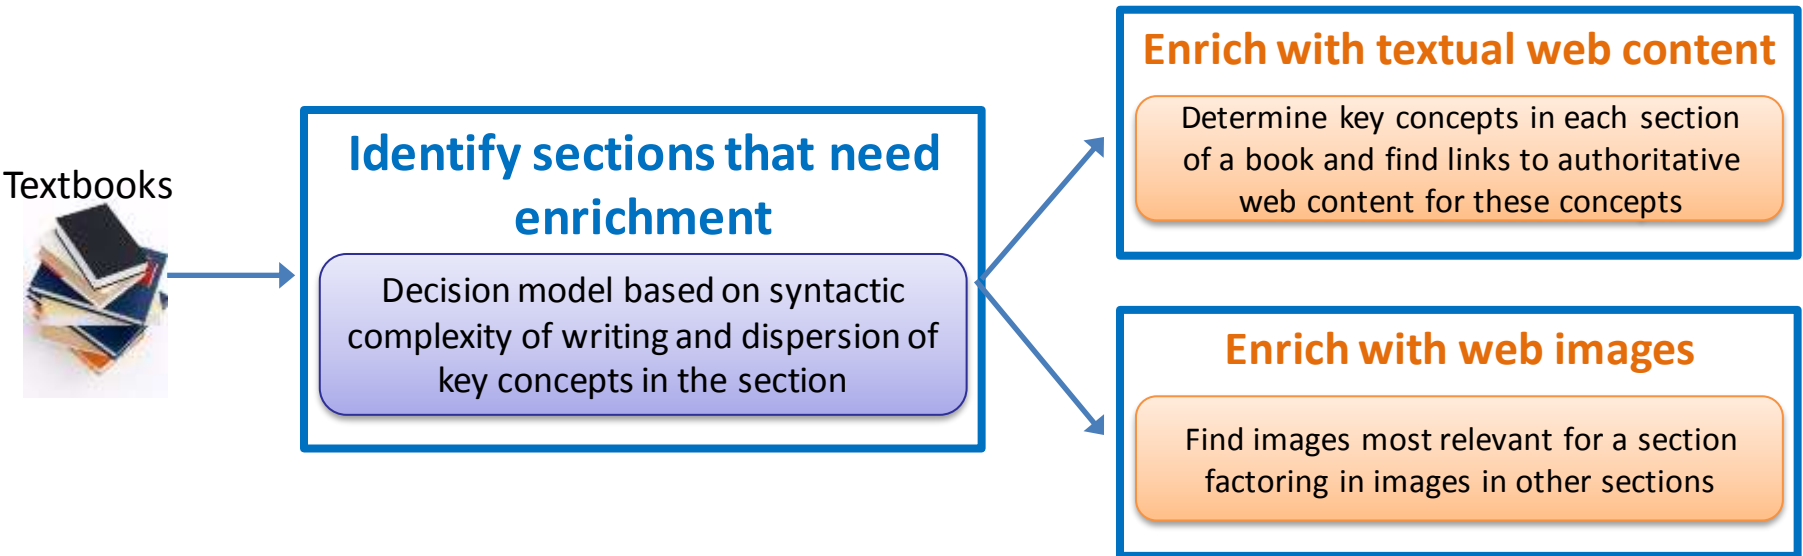 Textbooks
Identify sections that need
enrichment
Decision model based on syntactic
complexity of writing and dispersion of
key concepts in the section
Enrich with textual web content
Determine key concepts in each section
of a book and find links to authoritative
web content for these concepts
Enrich with web images
Find images most relevant for a section
factoring in images in other sections